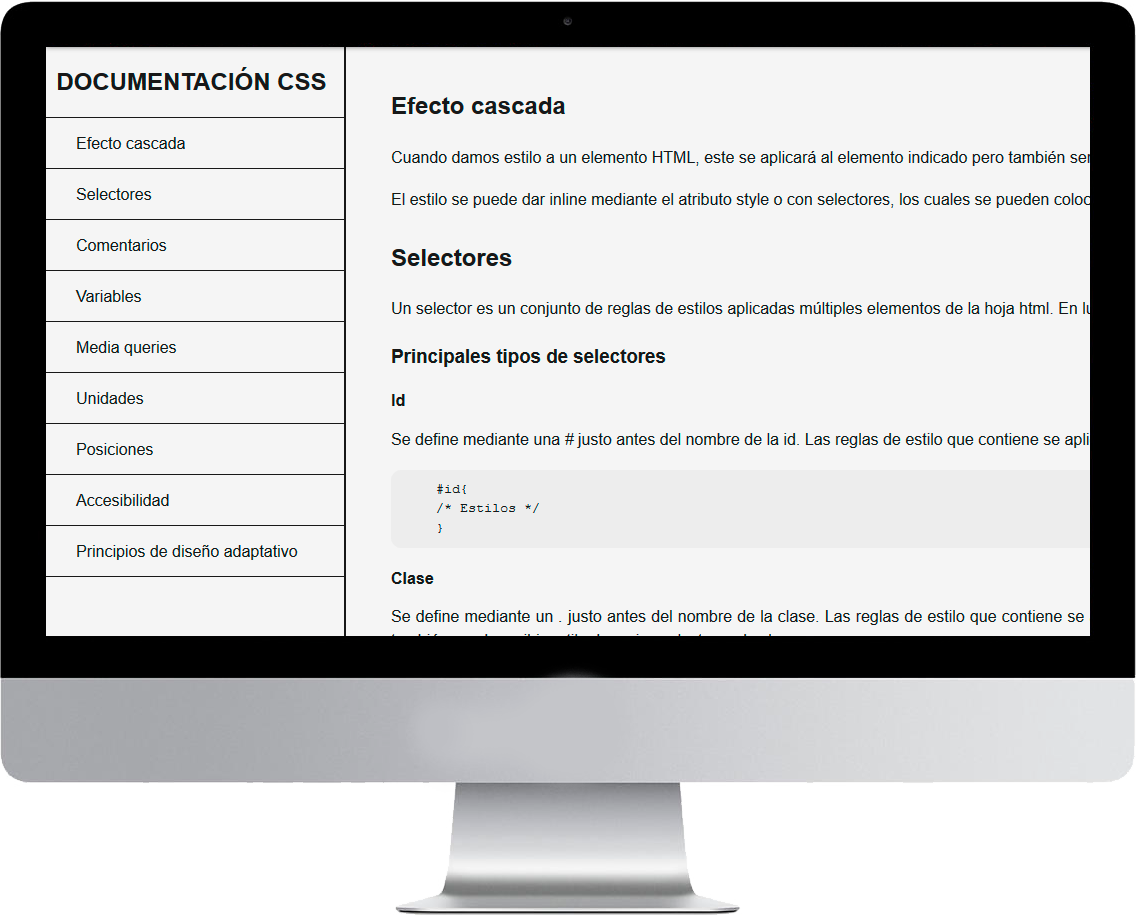 DOCUMENTACIÓN CSS
Efecto cascada
Selectores
Comentarios
Variables
Media queries
Unidades
Posiciones
Accesibilidad
Principios de diseño adaptativo
Efecto cascada
Cuando damos estilo a un elemento HTML, este se aplicará al elemento indicado pero también
El estilo se puede dar inline mediante el atributo style o con selectores, los cuales se pueden
Selectores
Un selector es un conjunto de reglas de estilos aplicadas múltiples elementos de la hoja html. En
Principales tipos de selectores
Id
Se define mediante una # justo antes del nombre de la id. Las reglas de estilo que contiene se
#id{
/* Estilos */
}
Clase
Se define mediante un . justo antes del nombre de la clase. Las reglas de estilo que contiene se